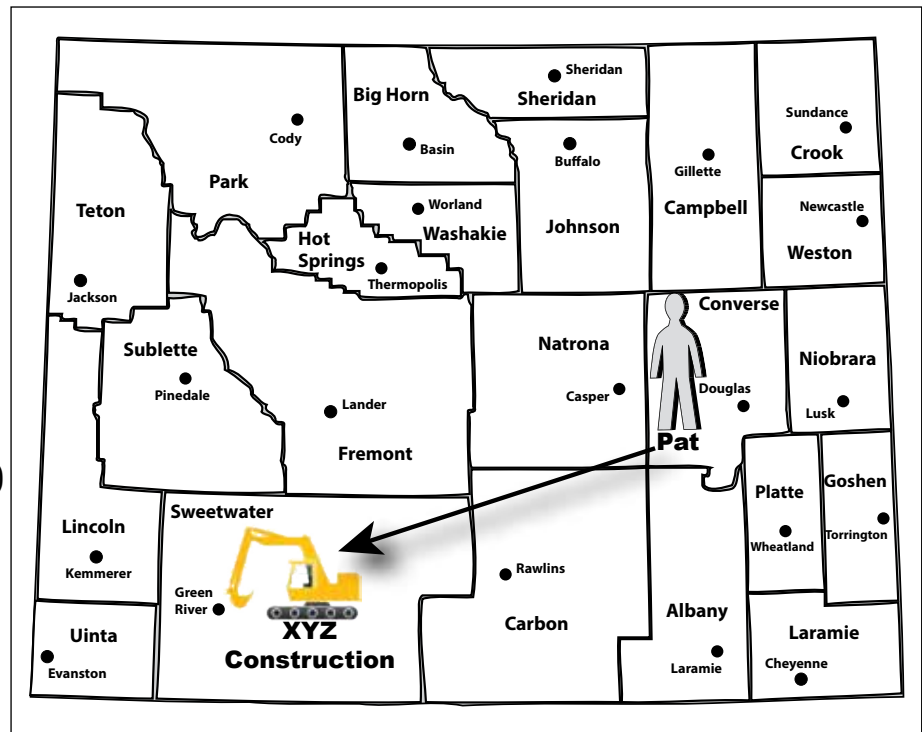 Sheridan
Big Horn
Sheridan
Sundance
Cody
Basin
Buffalo
Gillette
Crook
Park
Teton
Worland
Campbell
Newcastle
Washakie
Johnson
Hot
Springs
Weston
Thermopolis
Jackson
Converse
Sublette
Natrona
Niobrara
Pinedale
Casper
Douglas
Lander
Lusk
Fremont
Pat
Platte
Goshen
Sweetwater
Lincoln
Wheatland
Torrington
Kemmerer
Rawlins
Green
River
XYZ
Construction
Carbon
Albany
Uinta
Laramie
Evanston
Laramie
Cheyenne
)